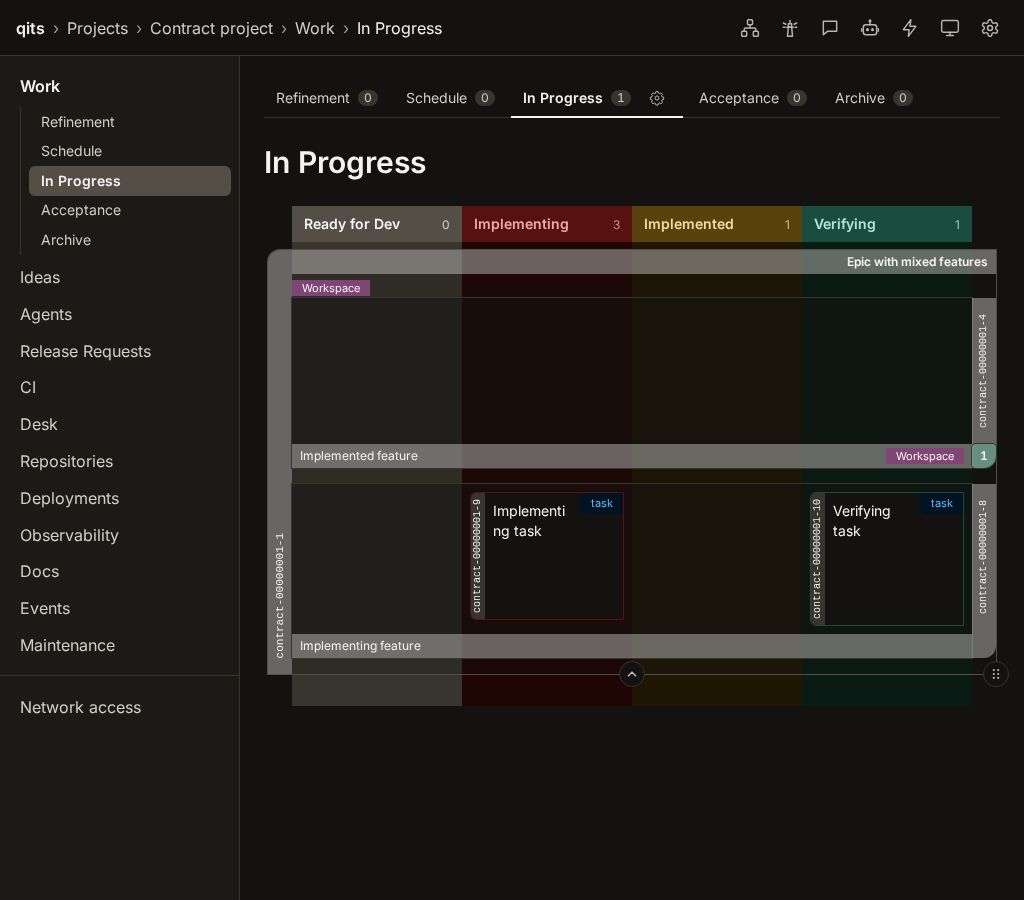 qits › Projects › Contract project › Work › In Progress
Work
Refinement
Schedule
In Progress
Acceptance
Archive
Ideas
Agents
Release Requests
CI
Desk
Repositories
Deployments
Observability
Docs
Events
Maintenance
Network access
Refinement 0 Schedule 0 In Progress 1 Acceptance 0 Archive 0
In Progress
Ready for Dev 0 Implementing 3 Implemented 1 Verifying 1
Epic with mixed features
Workspace
contract-00000001-4
Implemented feature Workspace 1
contract-00000001-1
contract-00000001-9
Implementi
ng task
task
contract-00000001-10
Verifying
task
task
contract-00000001-8
Implementing feature